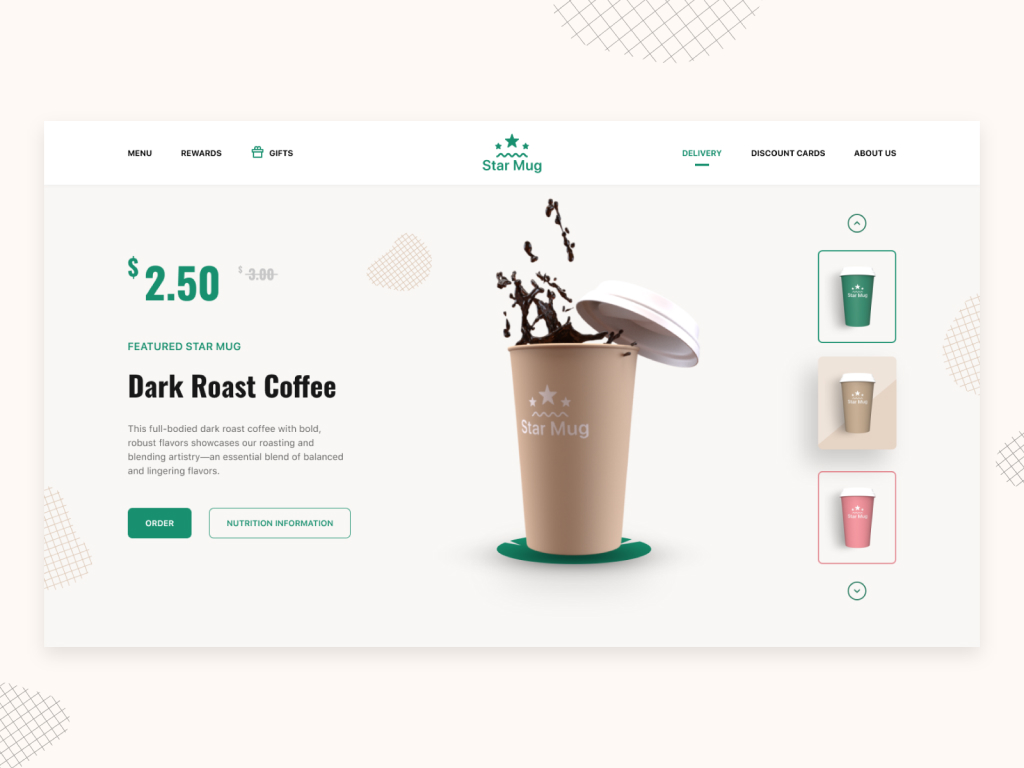 MENU
REWARDS
GIFTS
Star Mug
DELIVERY
DISCOUNT CARDS
ABOUT US
$ 2.50
$ 3.00
FEATURED STAR MUG
Dark Roast Coffee
This full-bodied dark roast coffee with bold,
robust flavors showcases our roasting and
blending artistry—an essential blend of balanced
and lingering flavors.
ORDER
NUTRITION INFORMATION
Star Mug
Star Mug
Star Mug
Star Mug